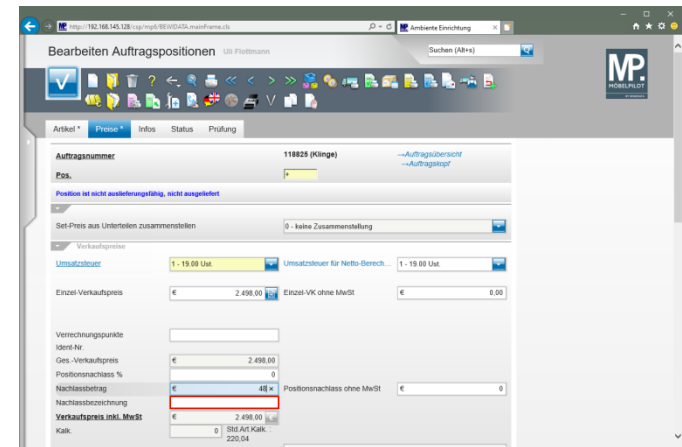 http://192.168.145.128/csp/mpli/BEWIDATA.mainFrame.cls
Ambiente Einrichtung
Bearbeiten Auftragspositionen Uli Flottmann
Suchen (Alt+s)
MP.
MÖBELPILOT
Artikel * Preise * Infos Status Prüfung
Auftragsnummer 118825 (Klinge) →Auftragsübersicht
→Auftragskopf
Pos. +
Position ist nicht auslieferungsfähig, nicht ausgeliefert
Set-Preis aus Unterteilen zusammenstellen 0 - keine Zusammenstellung
Verkaufspreise
Umsatzsteuer 1 - 19.00 Ust. Umsatzsteuer für Netto-Berech... 1 - 19.00 Ust.
Einzel-Verkaufspreis € 2.498,00 Einzel-VK ohne MwSt € 0,00
Verrechnungspunkte
Ident-Nr.
Ges.-Verkaufspreis € 2.498,00
Positionsnachlass % 0
Nachlassbetrag € 48 × Positionsnachlass ohne MwSt € 0
Nachlassbezeichnung
Verkaufspreis inkl. MwSt € 2.498,00
Kalk. 0 Std.Art.Kalk. :
220,04